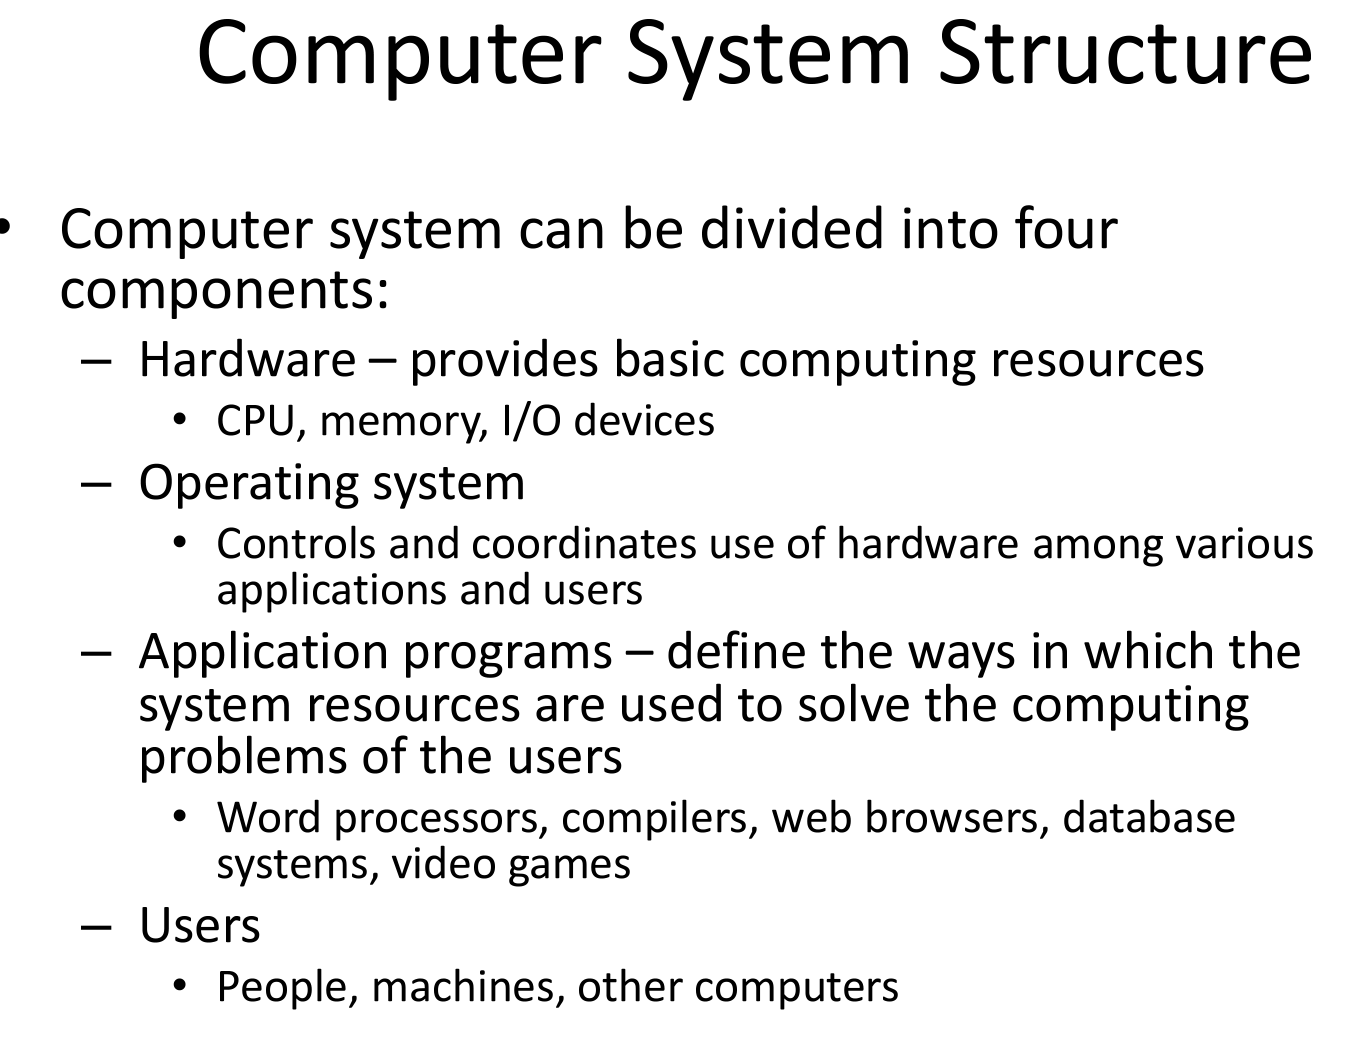 Computer System Structure
• Computer system can be divided into four
components:
– Hardware – provides basic computing resources
• CPU, memory, I/O devices
– Operating system
• Controls and coordinates use of hardware among various
applications and users
– Application programs – define the ways in which the
system resources are used to solve the computing
problems of the users
• Word processors, compilers, web browsers, database
systems, video games
– Users
• People, machines, other computers